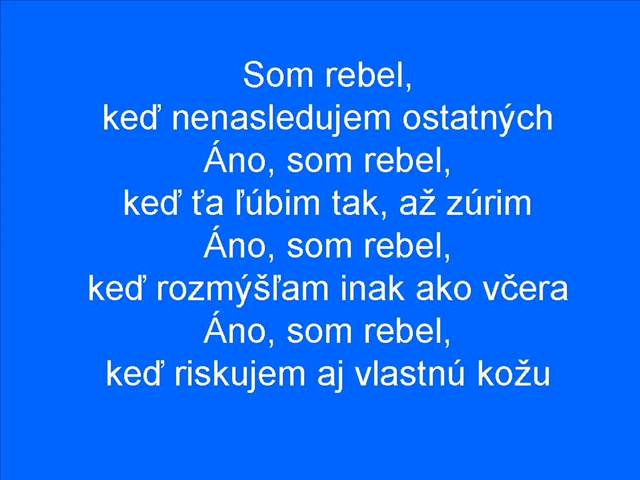 Som rebel,
keď nenasledujem ostatných
Áno, som rebel,
keď ťa ľúbim tak, až zúrim
Áno, som rebel,
keď rozmýšľam inak ako včera
Áno, som rebel,
keď riskujem aj vlastnú kožu